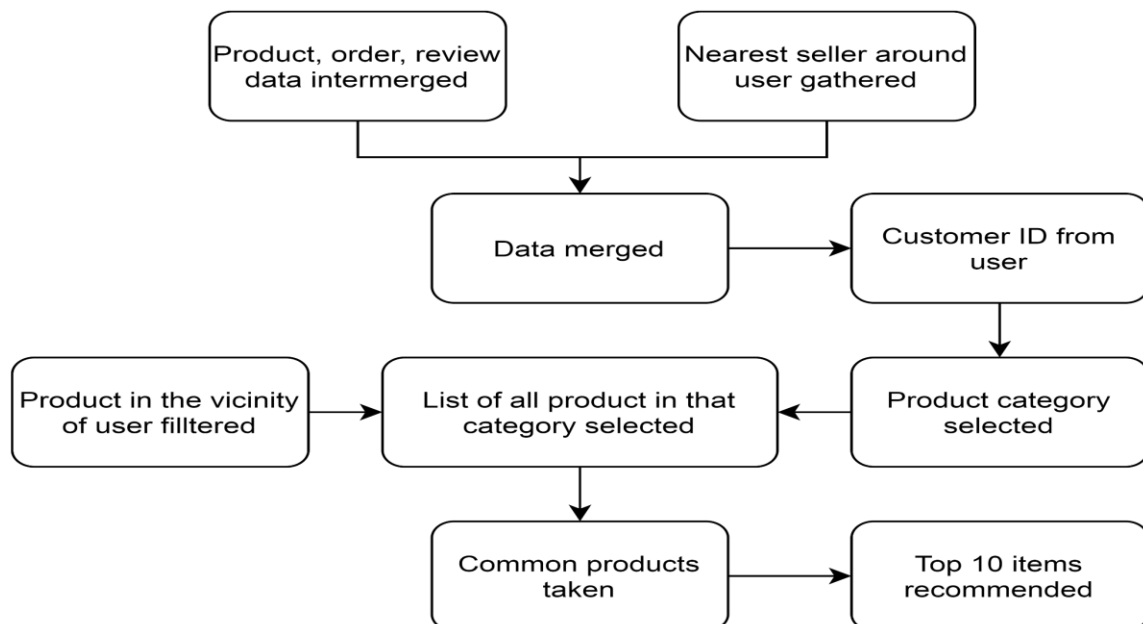 Product, order, review
data intermerged
Nearest seller around
user gathered
Data merged
Customer ID from
user
Product in the vicinity
of user filltered
List of all product in that
category selected
Product category
selected
Common products
taken
Top 10 items
recommended